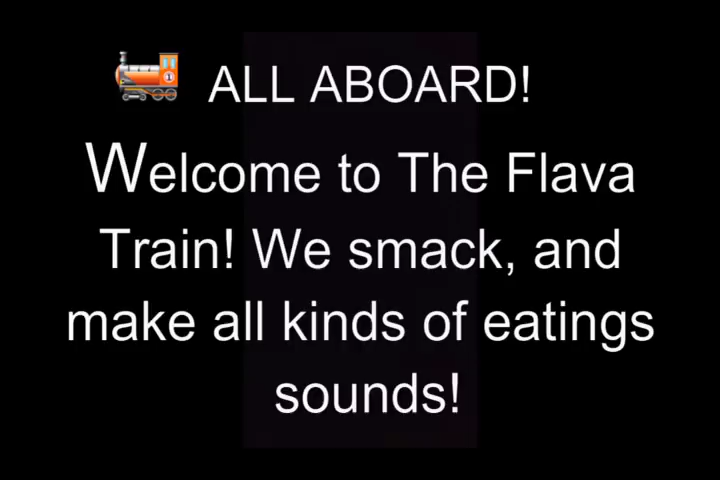 ALL ABOARD!
Welcome to The Flava
Train! We smack, and
make all kinds of eatings
sounds!